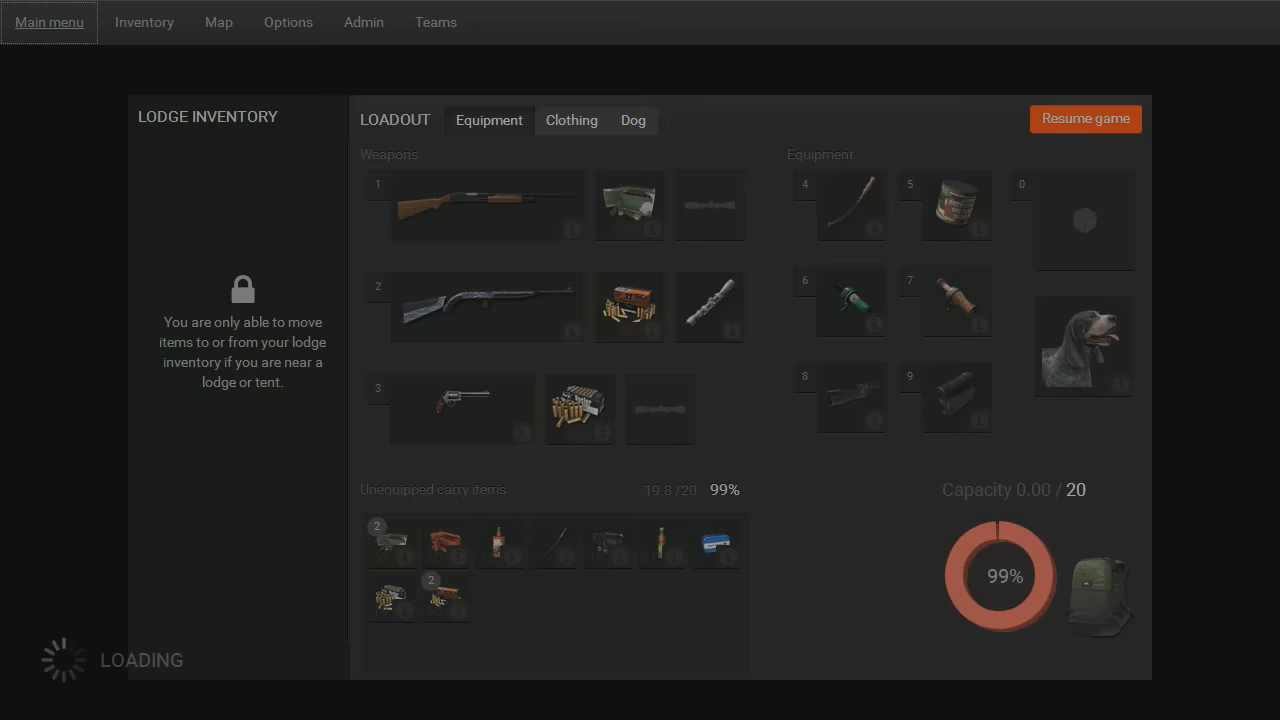 Main menu Inventory Map Options Admin Teams
LODGE INVENTORY
You are only able to move
items to or from your lodge
inventory if you are near a
lodge or tent.
LOADOUT Equipment Clothing Dog Resume game
Weapons Equipment
1 4 5 0
2 6 7
3 8 9
Unequipped carry items 19.8 /20 99%
Capacity 0.00 / 20
2
99%
2
LOADING